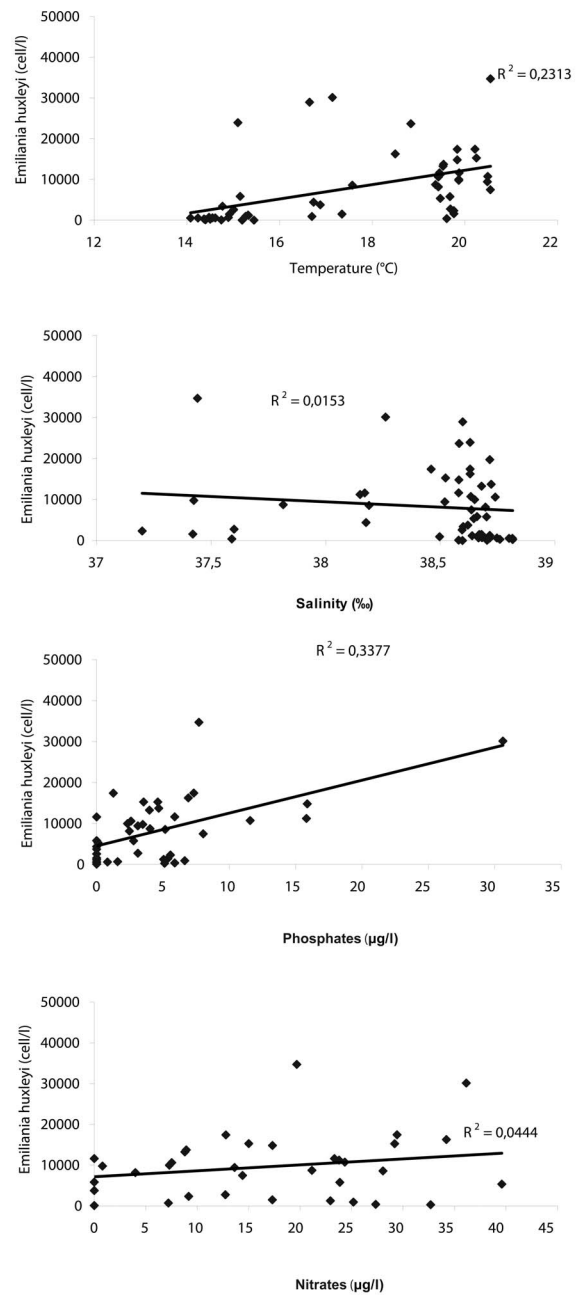 Emiliania huxleyi (cell/l)
50000
40000
30000
20000
10000
0
12 14 16 18 20 22
Temperature (°C)
R² = 0,2313
Emiliania huxleyi (cell/l)
50000
40000
30000
20000
10000
0
37 37,5 38 38,5 39
Salinity (‰)
R² = 0,0153
Emiliania huxleyi (cell/l)
50000
40000
30000
20000
10000
0
0 5 10 15 20 25 30 35
Phosphates (µg/l)
R² = 0,3377
Emiliania huxleyi (cell/l)
50000
40000
30000
20000
10000
0
0 5 10 15 20 25 30 35 40 45
Nitrates (µg/l)
R² = 0,0444